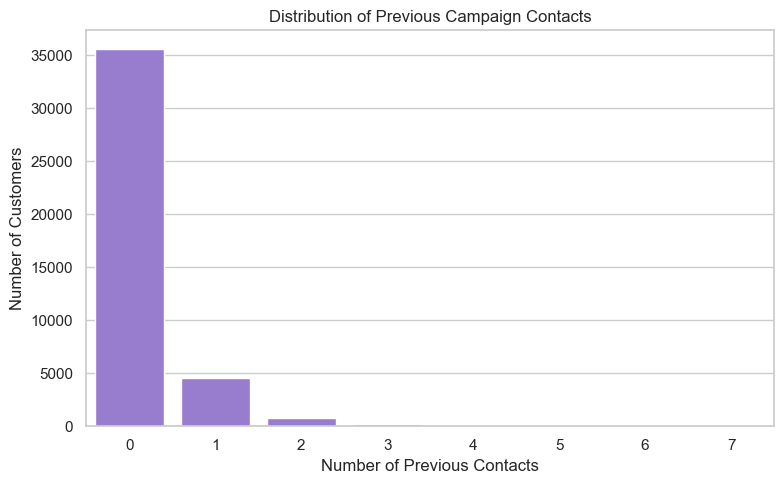 Distribution of Previous Campaign Contacts
Number of Customers
35000
30000
25000
20000
15000
10000
5000
0
0 1 2 3 4 5 6 7
Number of Previous Contacts